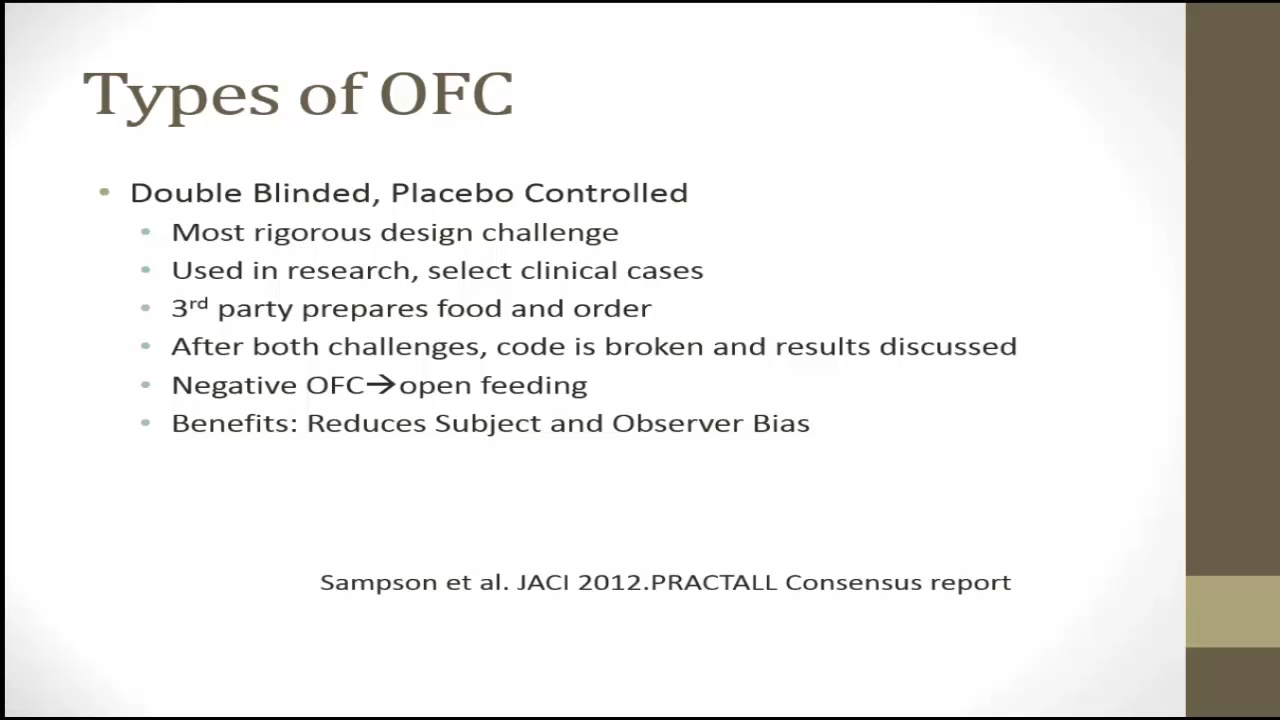 Types of OFC
• Double Blinded, Placebo Controlled
• Most rigorous design challenge
• Used in research, select clinical cases
• 3rd party prepares food and order
• After both challenges, code is broken and results discussed
• Negative OFC→open feeding
• Benefits: Reduces Subject and Observer Bias
Sampson et al. JACI 2012.PRACTALL Consensus report